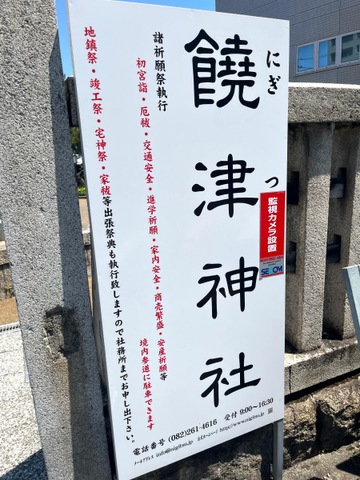 にぎつ
饒津神社
監視カメラ設置
SECOM
諸祈願祭執行
初宮詣・厄祓・交通安全・進学祈願・家内安全・商売繁盛・安産祈願等
境内参道に駐車できます
地鎮祭・竣工祭・宅神祭・家祓等出張祭典も執行致しますので社務所までお申し出下さい。
電話番号 (082)261-4616 受付 9:00～16:30